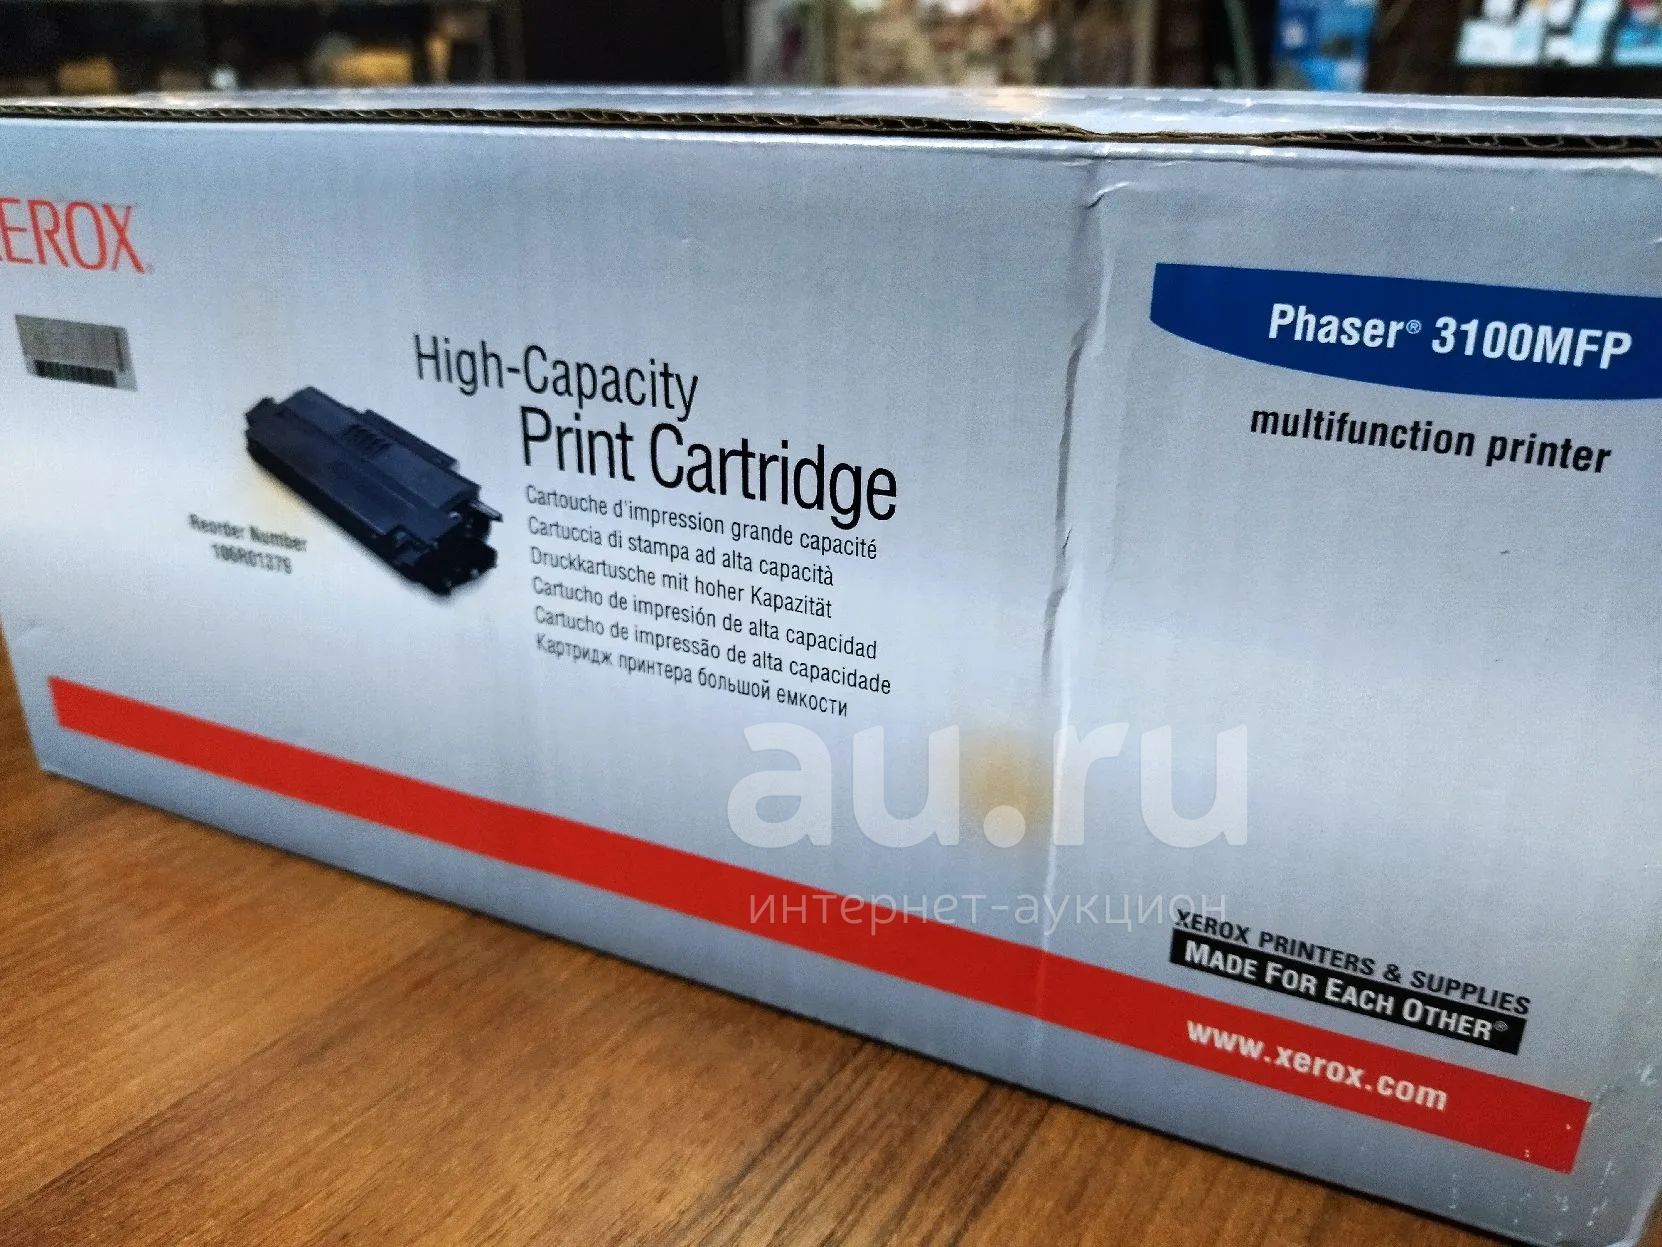 XEROX
High-Capacity
Print Cartridge
Cartouche d'impression grande capacité
Cartuccia di stampa ad alta capacità
Druckkartusche mit hoher Kapazität
Cartucho de impresión de alta capacidad
Cartucho de impressão de alta capacidade
Картридж принтера большой емкости
Reorder Number
106R01379
Phaser® 3100MFP
multifunction printer
au.ru
интернет-аукцион
XEROX PRINTERS & SUPPLIES
MADE FOR EACH OTHER®
www.xerox.com